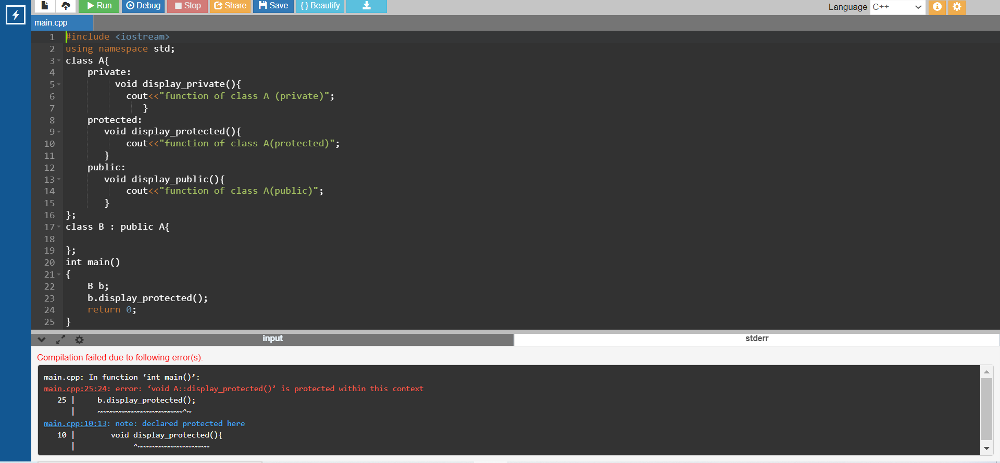 Run Debug Stop Share Save {} Beautify
Language C++
main.cpp
1 #include <iostream>
2 using namespace std;
3 class A{
4 private:
5 void display_private(){
6 cout<<"function of class A (private)";
7 }
8 protected:
9 void display_protected(){
10 cout<<"function of class A(protected)";
11 }
12 public:
13 void display_public(){
14 cout<<"function of class A(public)";
15 }
16 };
17 class B : public A{
18
19 };
20 int main()
21 {
22 B b;
23 b.display_protected();
24 return 0;
25 }
input
stderr
Compilation failed due to following error(s).
main.cpp: In function ‘int main()’:
main.cpp:25:24: error: ‘void A::display_protected()’ is protected within this context
25 | b.display_protected();
| ~~~~~~~~~~~~~~~~~~~^~
main.cpp:10:13: note: declared protected here
10 | void display_protected(){
| ^~~~~~~~~~~~~~~~~